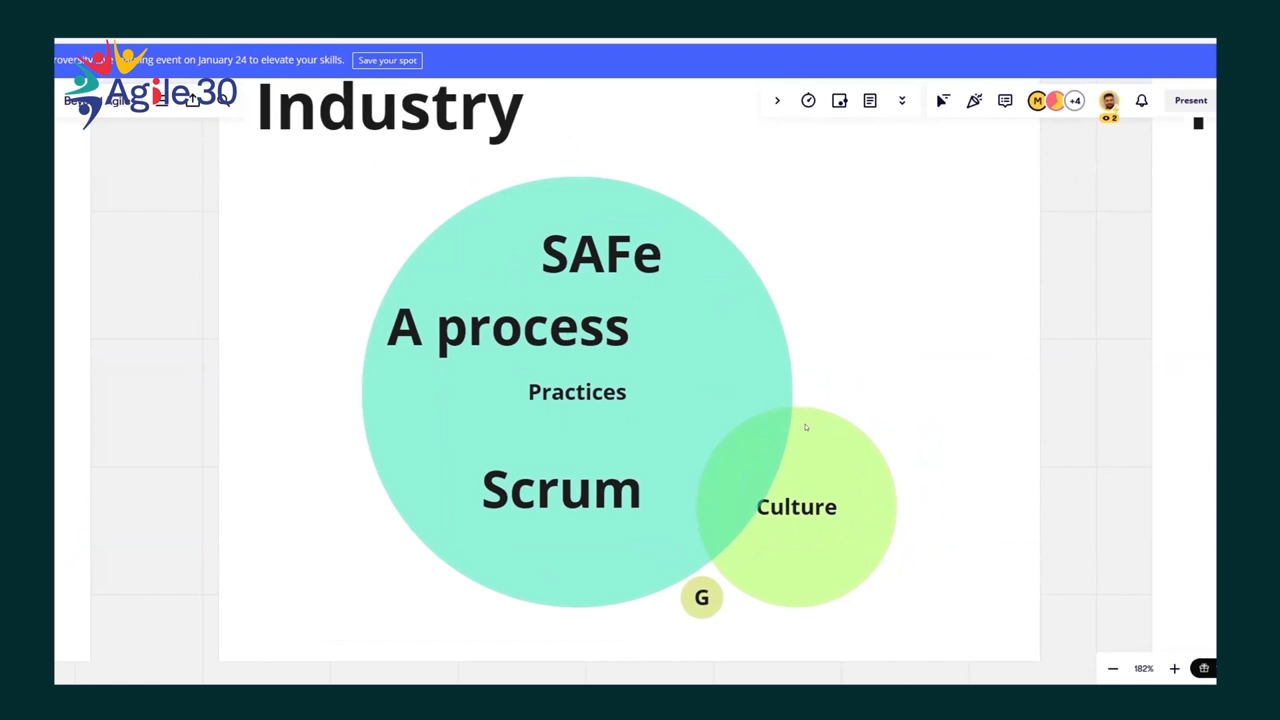 event on January 24 to elevate your skills.
Save your spot
Agile30
Industry
M
+4
2
Present
SAFe
A process
Practices
Scrum
Culture
G
182%